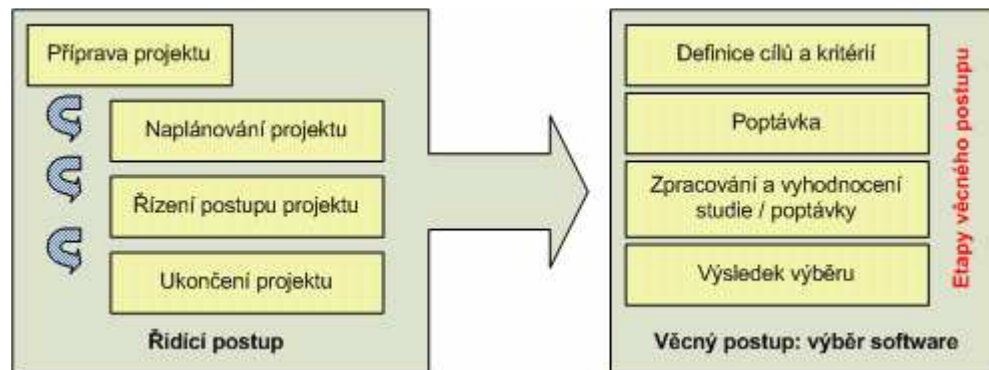 Příprava projektu
Naplánování projektu
Řízení postupu projektu
Ukončení projektu
Řídící postup
Definice cílů a kritérií
Poptávka
Zpracování a vyhodnocení
studie / poptávky
Výsledek výběru
Etapy věcného postupu
Věcný postup: výběr software